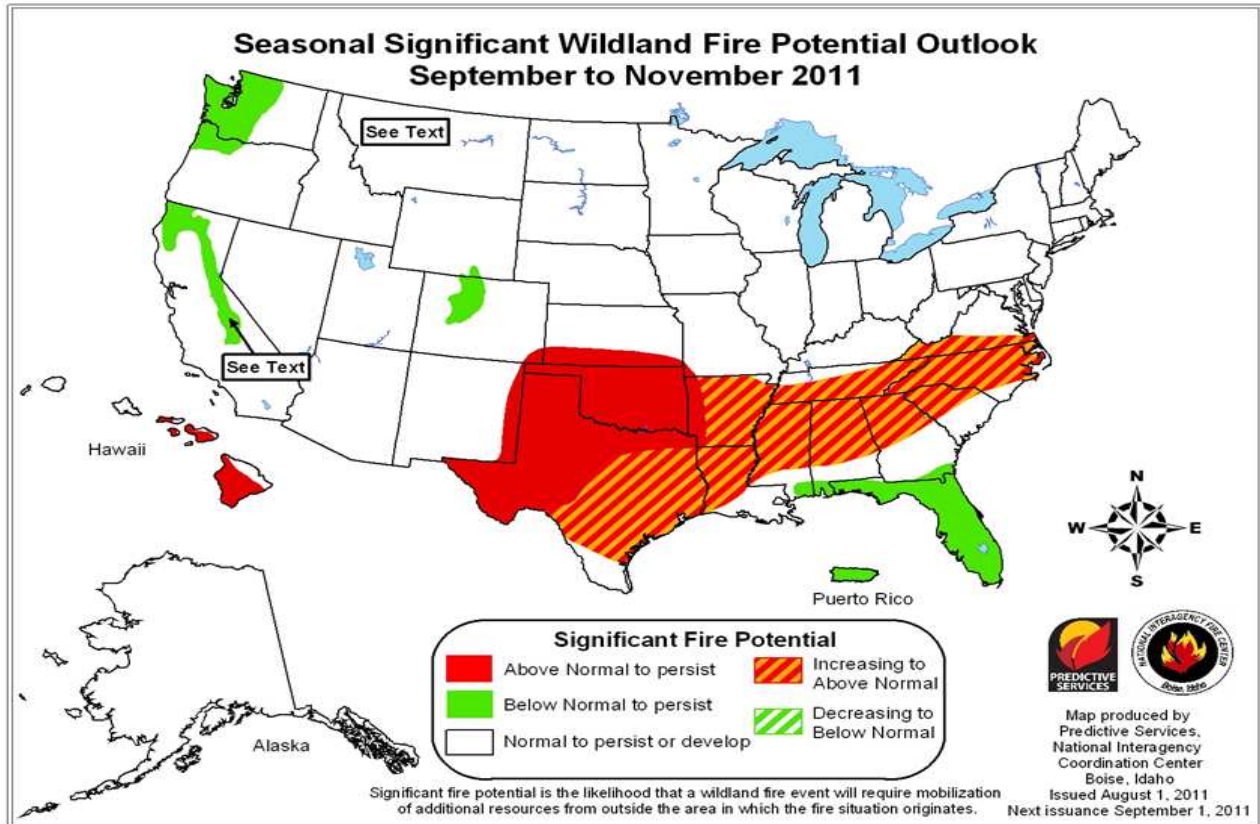 Seasonal Significant Wildland Fire Potential Outlook
September to November 2011
See Text
See Text
Hawaii
N
W
E
S
Puerto Rico
Alaska
Significant Fire Potential
Above Normal to persist
Below Normal to persist
Normal to persist or develop
Increasing to
Above Normal
Decreasing to
Below Normal
PREDICTIVE
SERVICES
NATIONAL INTERAGENCY FIRE CENTER
Boise, Idaho
Map produced by
Predictive Services,
National Interagency
Coordination Center
Boise, Idaho
Issued August 1, 2011
Next issuance September 1, 2011
Significant fire potential is the likelihood that a wildland fire event will require mobilization
of additional resources from outside the area in which the fire situation originates.